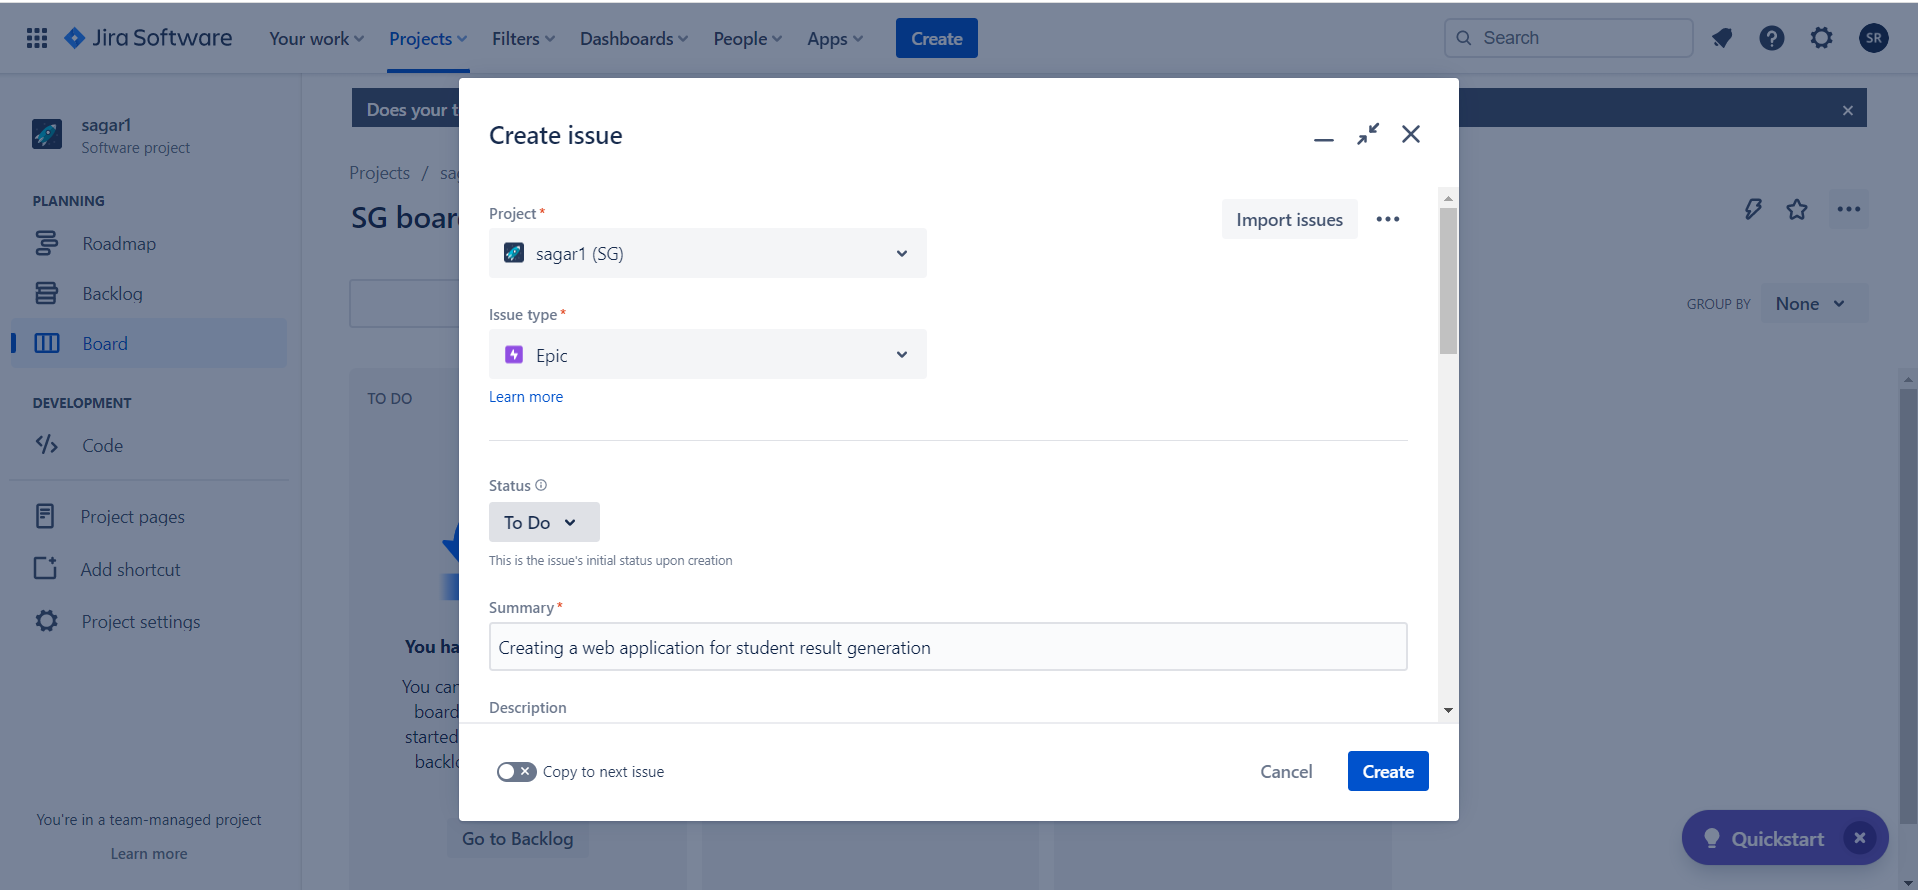 Jira Software
Your work
Projects
Filters
Dashboards
People
Apps
Create
Search
SR
sagar1
Software project
PLANNING
Roadmap
Backlog
Board
DEVELOPMENT
Code
Project pages
Add shortcut
Project settings
You're in a team-managed project
Learn more
Does your t
Projects / sa
SG boar
GROUP BY None
TO DO
You ha
You can
board
started
backl
Go to Backlog
Create issue
Project *
Import issues
sagar1 (SG)
Issue type *
Epic
Learn more
Status
To Do
This is the issue's initial status upon creation
Summary *
Creating a web application for student result generation
Description
Copy to next issue
Cancel
Create
Quickstart